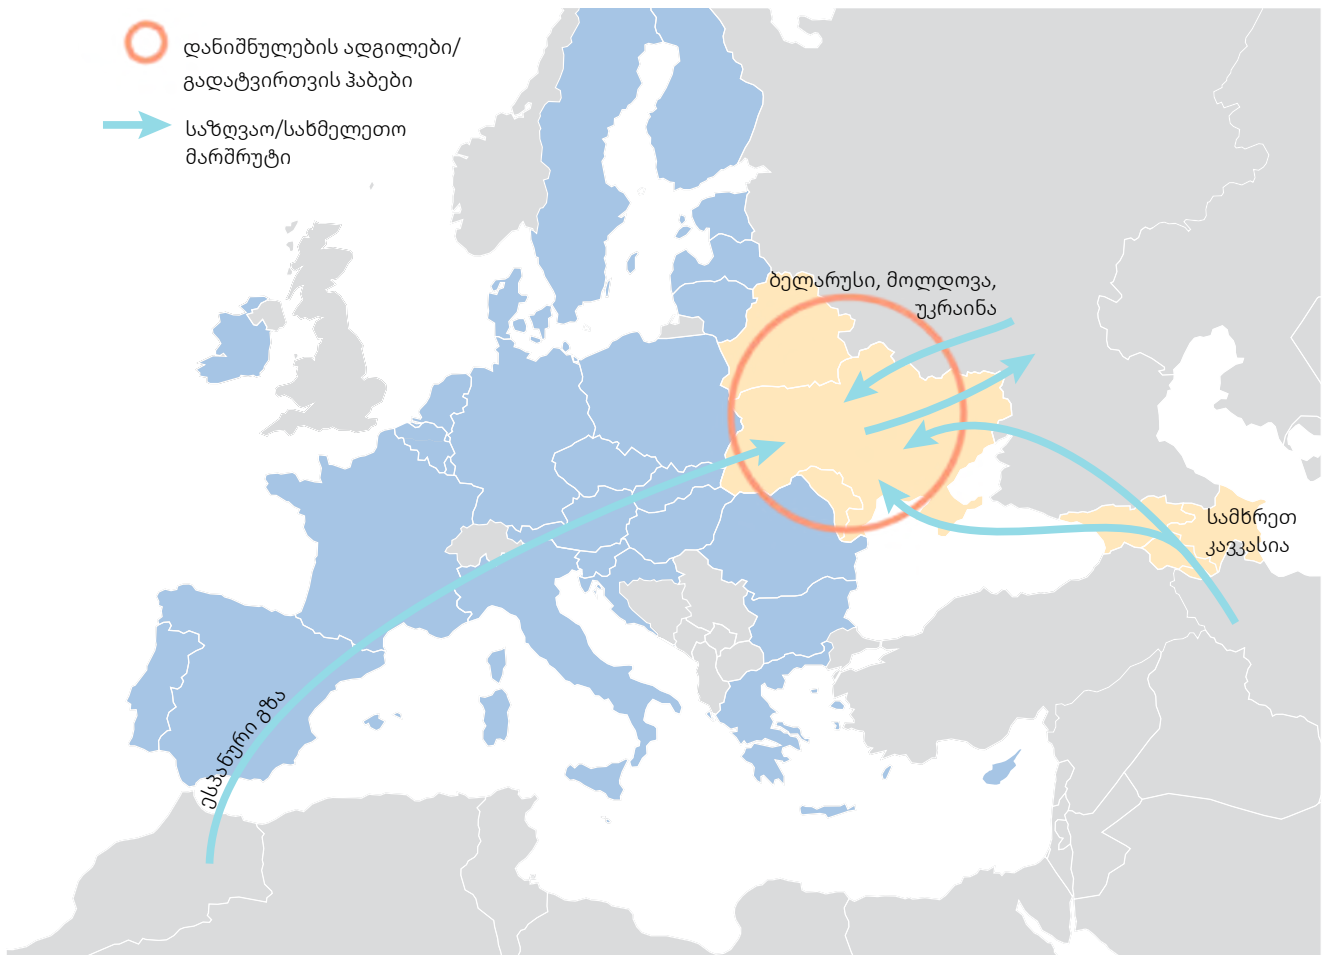 დანიშნულების ადგილები/
გადატვირთვის ჰაბები
საზღვაო/სახმელეთო
მარშრუტი
ბელარუსი, მოლდოვა,
უკრაინა
სამხრეთ
კავკასია
ესპანური გზა